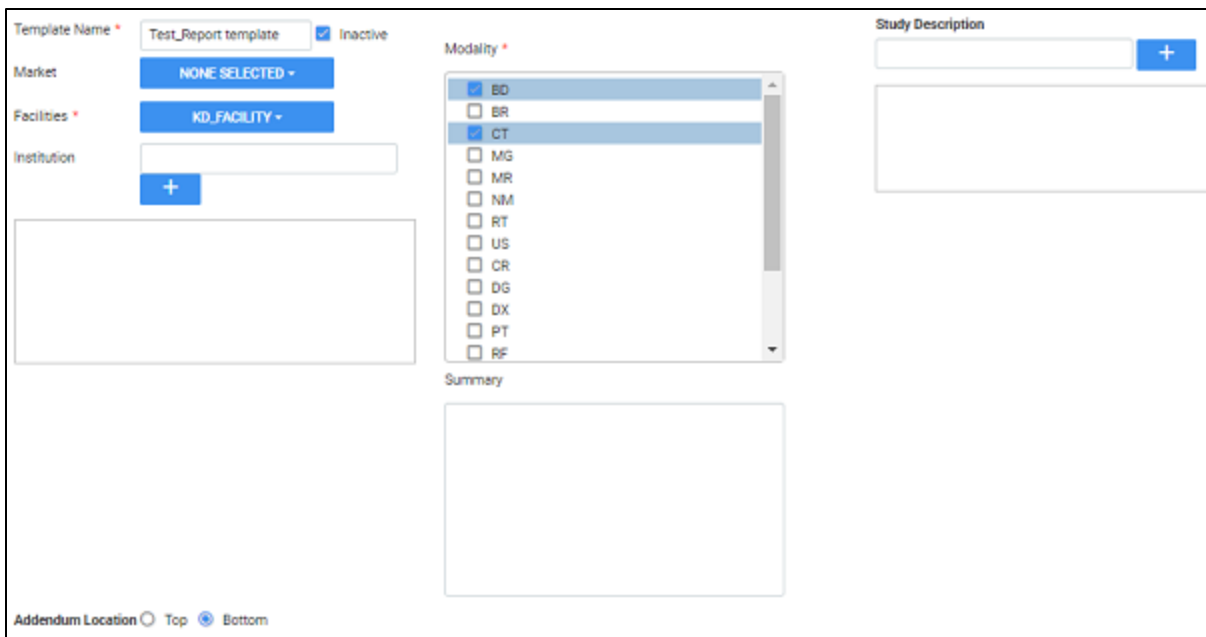 Template Name * Test_Report template Inactive
Market NONE SELECTED
Facilities * KD_FACILITY
Institution
+
Modality *
BD
BR
CT
MG
MR
NM
RT
US
CR
DG
DX
PT
RF
Summary
Study Description
+
Addendum Location Top Bottom